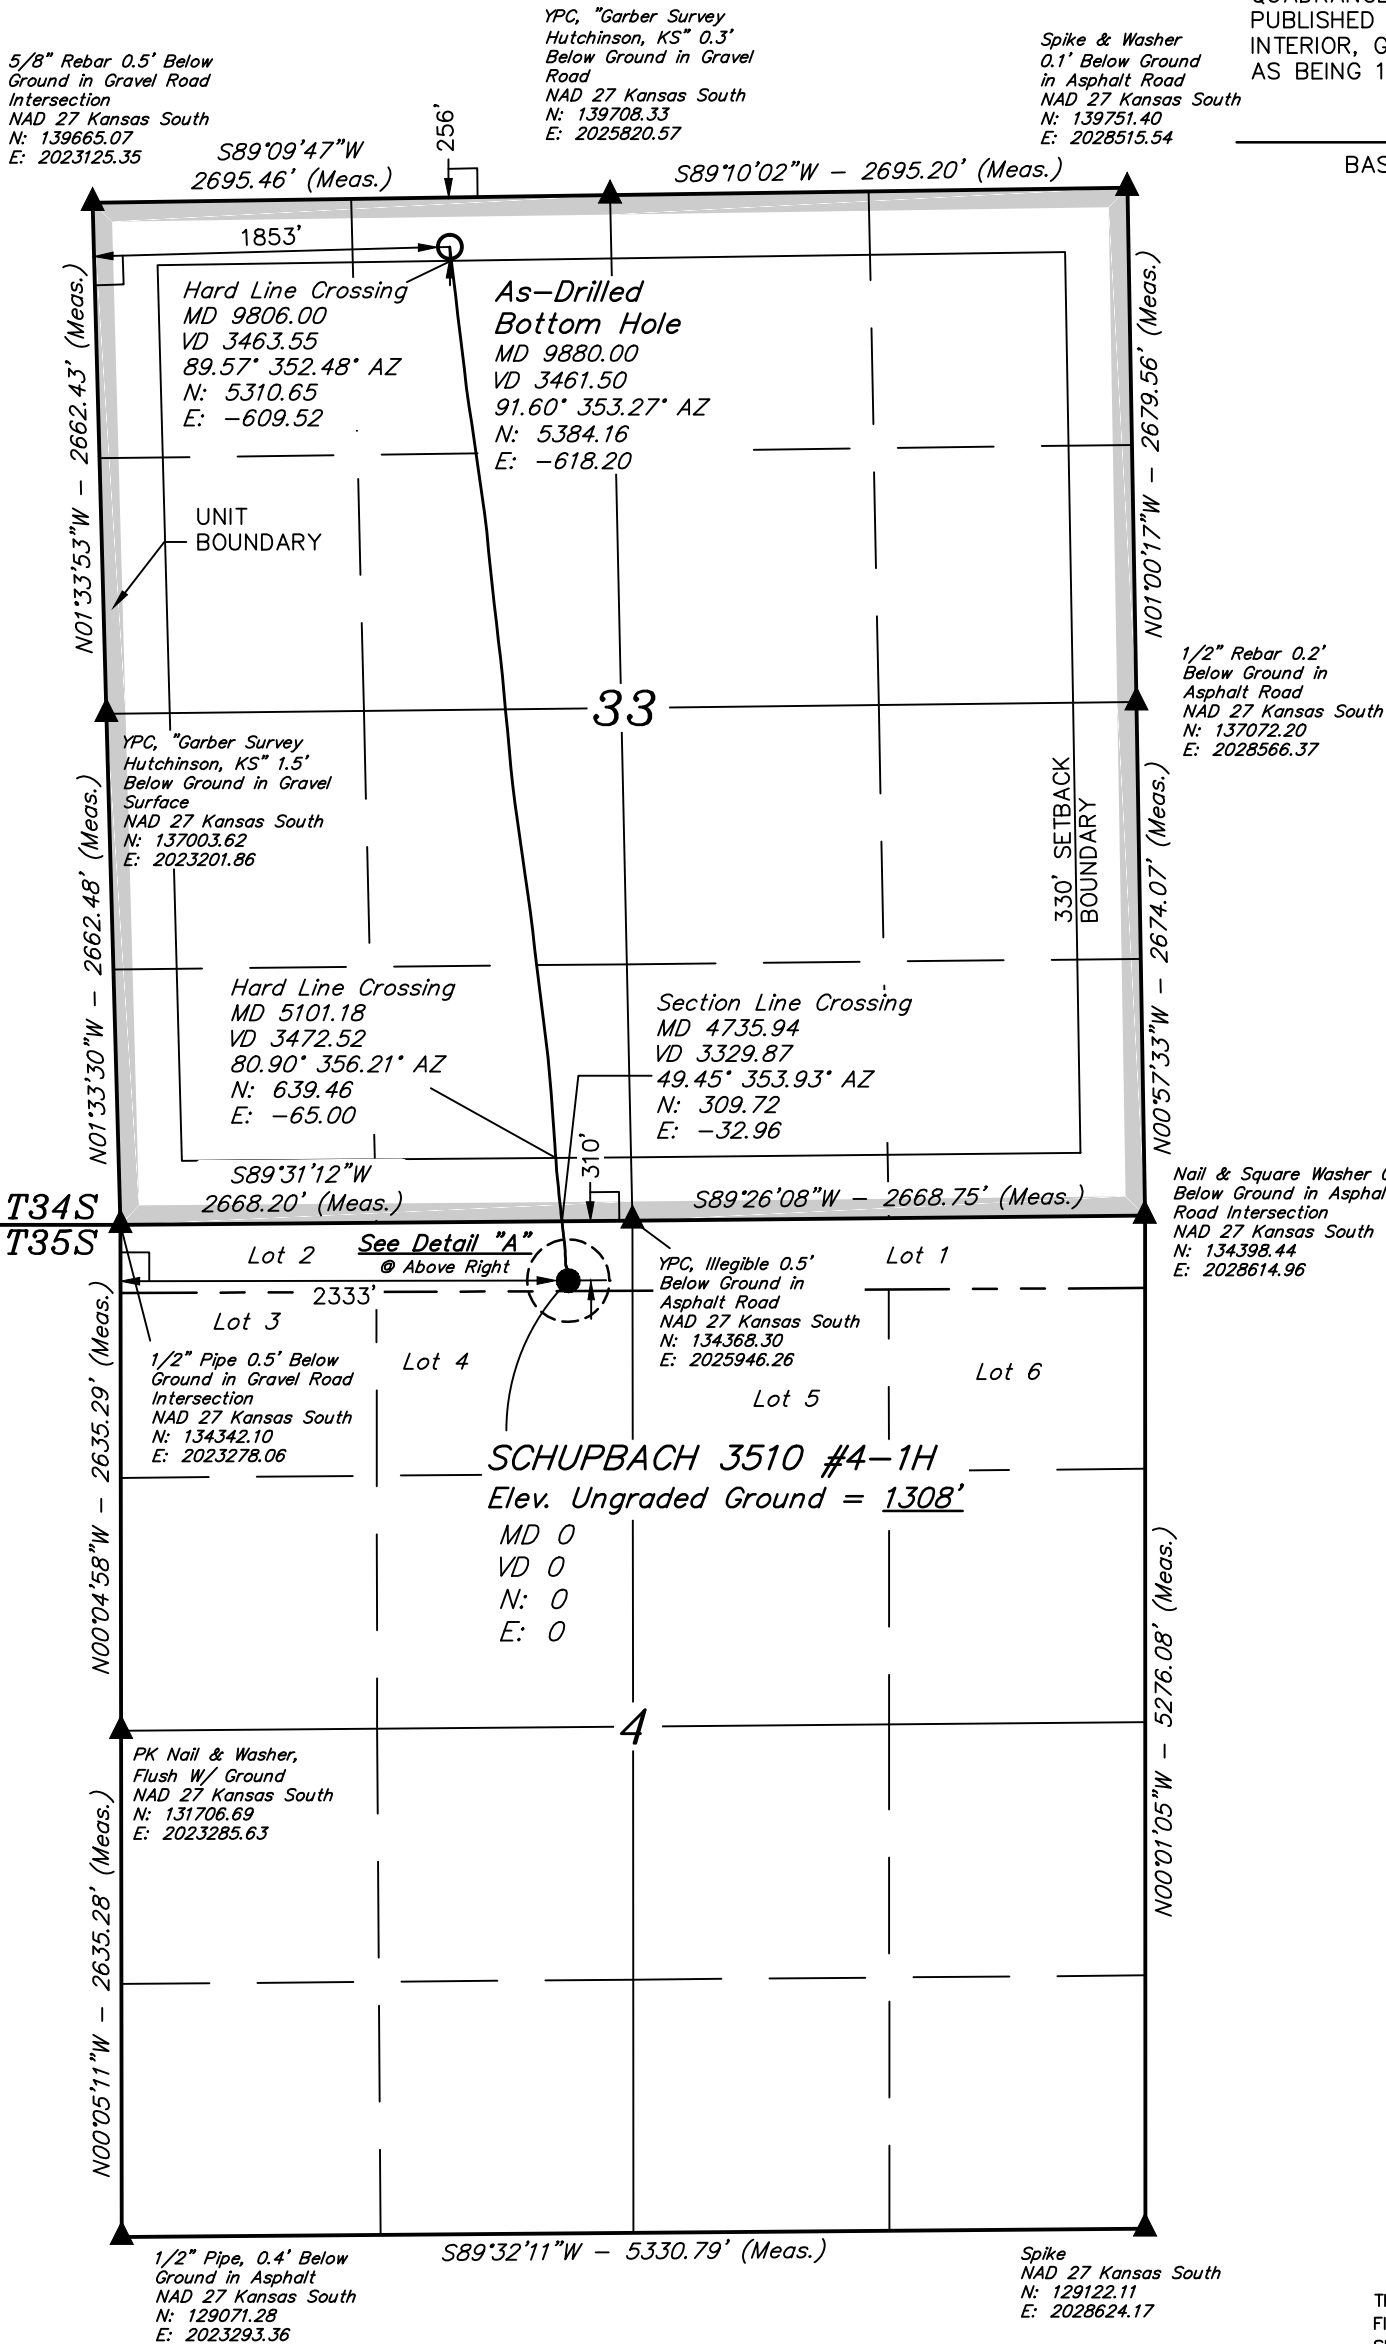 QUADRANGLE
PUBLISHED
INTERIOR, G
AS BEING 1
BAS
5/8" Rebar 0.5' Below
Ground in Gravel Road
Intersection
NAD 27 Kansas South
N: 139665.07
E: 2023125.35
YPC, "Garber Survey
Hutchinson, KS" 0.3'
Below Ground in Gravel
Road
NAD 27 Kansas South
N: 139708.33
E: 2025820.57
Spike & Washer
0.1' Below Ground
in Asphalt Road
NAD 27 Kansas South
N: 139751.40
E: 2028515.54
S89°09'47"W
2695.46' (Meas.)
256'
S89°10'02"W – 2695.20' (Meas.)
1853'
Hard Line Crossing
MD 9806.00
VD 3463.55
89.57° 352.48° AZ
N: 5310.65
E: -609.52
As-Drilled
Bottom Hole
MD 9880.00
VD 3461.50
91.60° 353.27° AZ
N: 5384.16
E: -618.20
N01°33'53"W – 2662.43' (Meas.)
N01°00'17"W – 2679.56' (Meas.)
UNIT
BOUNDARY
33
1/2" Rebar 0.2'
Below Ground in
Asphalt Road
NAD 27 Kansas South
N: 137072.20
E: 2028566.37
YPC, "Garber Survey
Hutchinson, KS" 1.5'
Below Ground in Gravel
Surface
NAD 27 Kansas South
N: 137003.62
E: 2023201.86
330' SETBACK
BOUNDARY
N01°33'30"W – 2662.48' (Meas.)
N00°57'33"W – 2674.07' (Meas.)
Hard Line Crossing
MD 5101.18
VD 3472.52
80.90° 356.21° AZ
N: 639.46
E: -65.00
Section Line Crossing
MD 4735.94
VD 3329.87
49.45° 353.93° AZ
N: 309.72
E: -32.96
310'
S89°31'12"W
2668.20' (Meas.)
S89°26'08"W – 2668.75' (Meas.)
T34S
T35S
Nail & Square Washer 0
Below Ground in Asphal
Road Intersection
NAD 27 Kansas South
N: 134398.44
E: 2028614.96
Lot 2
See Detail "A"
@ Above Right
Lot 1
2333'
YPC, Illegible 0.5'
Below Ground in
Asphalt Road
NAD 27 Kansas South
N: 134368.30
E: 2025946.26
Lot 3
Lot 4
Lot 5
Lot 6
1/2" Pipe 0.5' Below
Ground in Gravel Road
Intersection
NAD 27 Kansas South
N: 134342.10
E: 2023278.06
N00°04'58"W – 2635.29' (Meas.)
SCHUPBACH 3510 #4-1H
Elev. Ungraded Ground = 1308'
MD 0
VD 0
N: 0
E: 0
N00°01'05"W – 5276.08' (Meas.)
4
PK Nail & Washer,
Flush W/ Ground
NAD 27 Kansas South
N: 131706.69
E: 2023285.63
N00°05'11"W – 2635.28' (Meas.)
S89°32'11"W – 5330.79' (Meas.)
1/2" Pipe, 0.4' Below
Ground in Asphalt
NAD 27 Kansas South
N: 129071.28
E: 2023293.36
Spike
NAD 27 Kansas South
N: 129122.11
E: 2028624.17